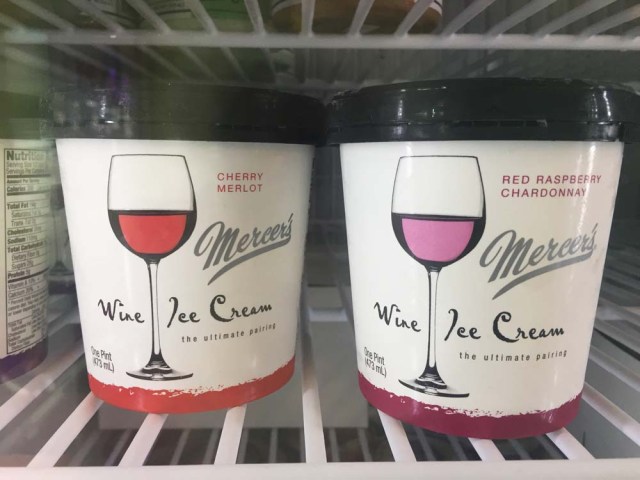 Nutrition
CHERRY
MERLOT
Mercer's
Wine Ice Cream
the ultimate pairing
One Pint
(473 mL)
RED RASPBERRY
CHARDONNAY
Mercer's
Wine Ice Cream
the ultimate pairing
One Pint
(473 mL)